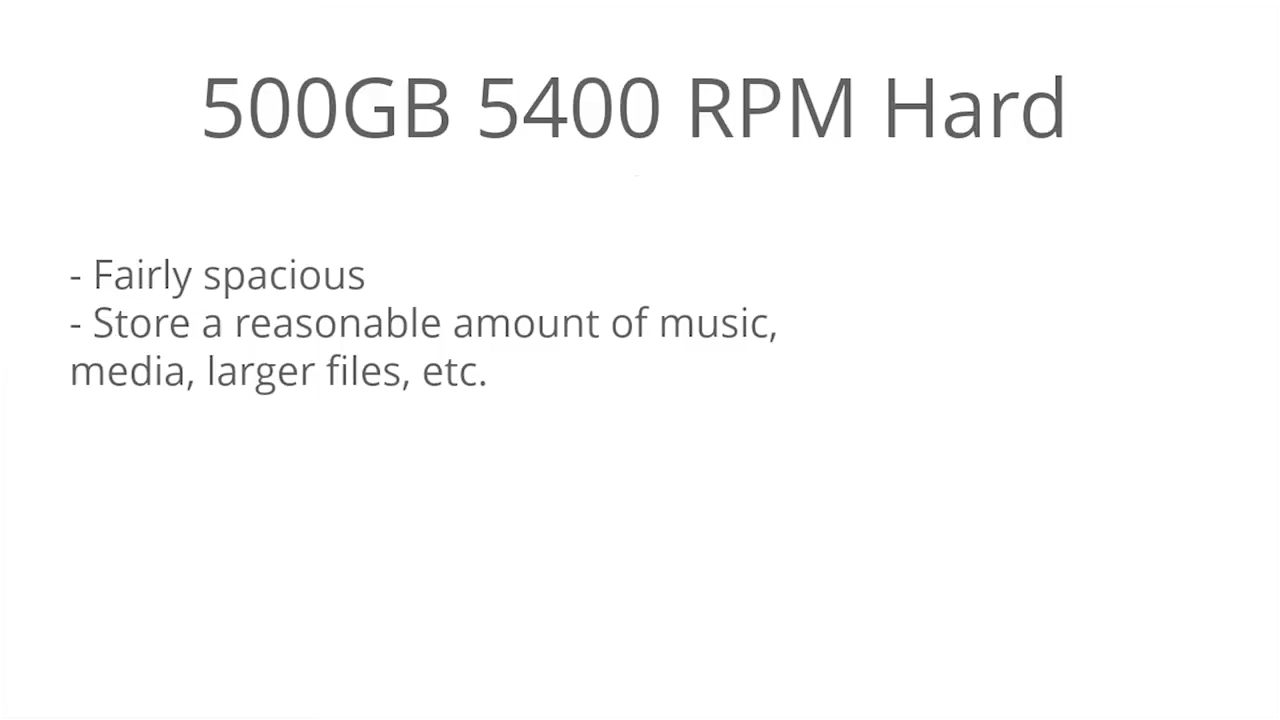 500GB 5400 RPM Hard
- Fairly spacious
- Store a reasonable amount of music,
media, larger files, etc.